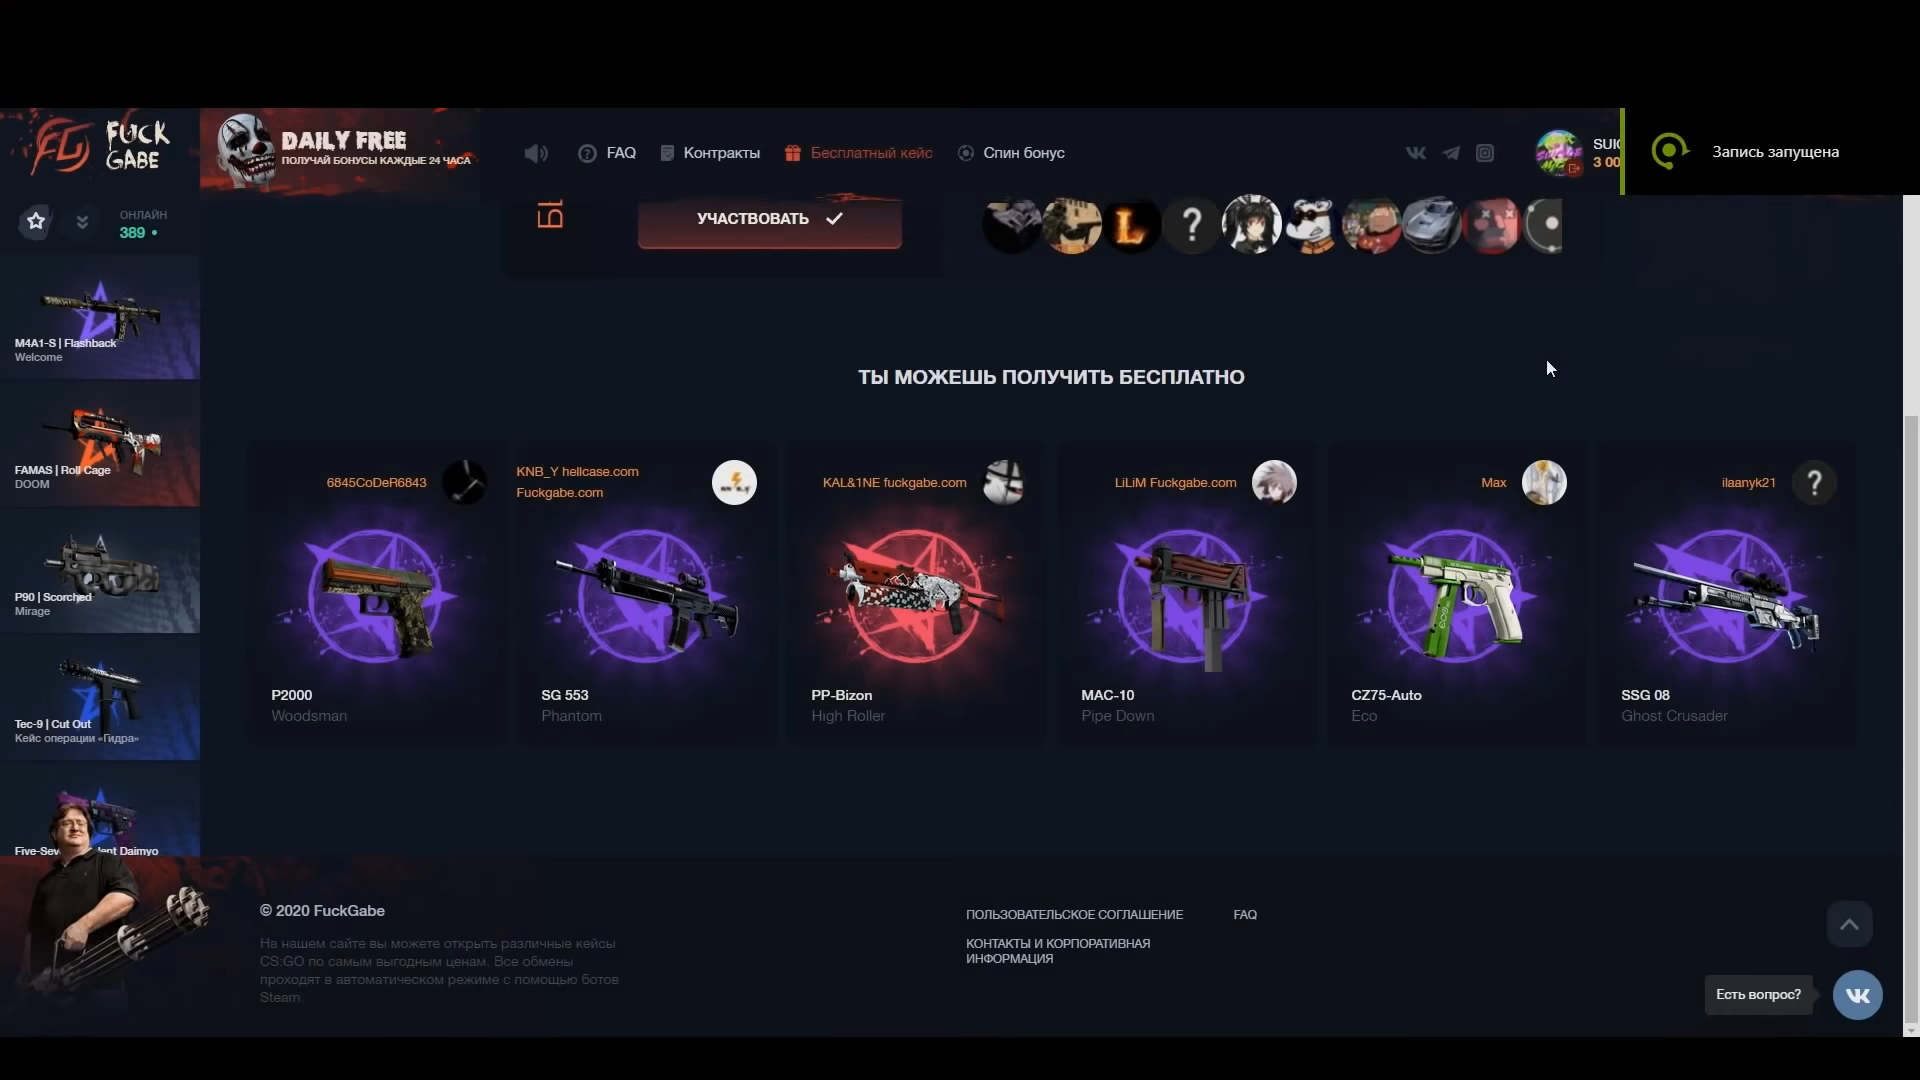 FUCK
GABE
DAILY FREE
ПОЛУЧАЙ БОНУСЫ КАЖДЫЕ 24 ЧАСА
FAQ
Контракты
Бесплатный кейс
Спин бонус
3 00
Запись запущена
ОНЛАЙН
389
УЧАСТВОВАТЬ
M4A1-S | Flashback
Welcome
FAMAS | Roll Cage
DOOM
P90 | Scorched
Mirage
Tec-9 | Cut Out
Кейс операции «Гидра»
Daimyo
ТЫ МОЖЕШЬ ПОЛУЧИТЬ БЕСПЛАТНО
6845CoDeR6843
P2000
Woodsman
KNB_Y hellcase.com
Fuckgabe.com
SG 553
Phantom
KAL&1NE fuckgabe.com
PP-Bizon
High Roller
LiLiM Fuckgabe.com
MAC-10
Pipe Down
Max
CZ75-Auto
Eco
ilaanyk21
SSG 08
Ghost Crusader
© 2020 FuckGabe
На нашем сайте вы можете открыть различные кейсы
CS:GO по самым выгодным ценам. Все обмены
проходят в автоматическом режиме с помощью ботов
Steam.
ПОЛЬЗОВАТЕЛЬСКОЕ СОГЛАШЕНИЕ
FAQ
КОНТАКТЫ И КОРПОРАТИВНАЯ
ИНФОРМАЦИЯ
Есть вопрос?